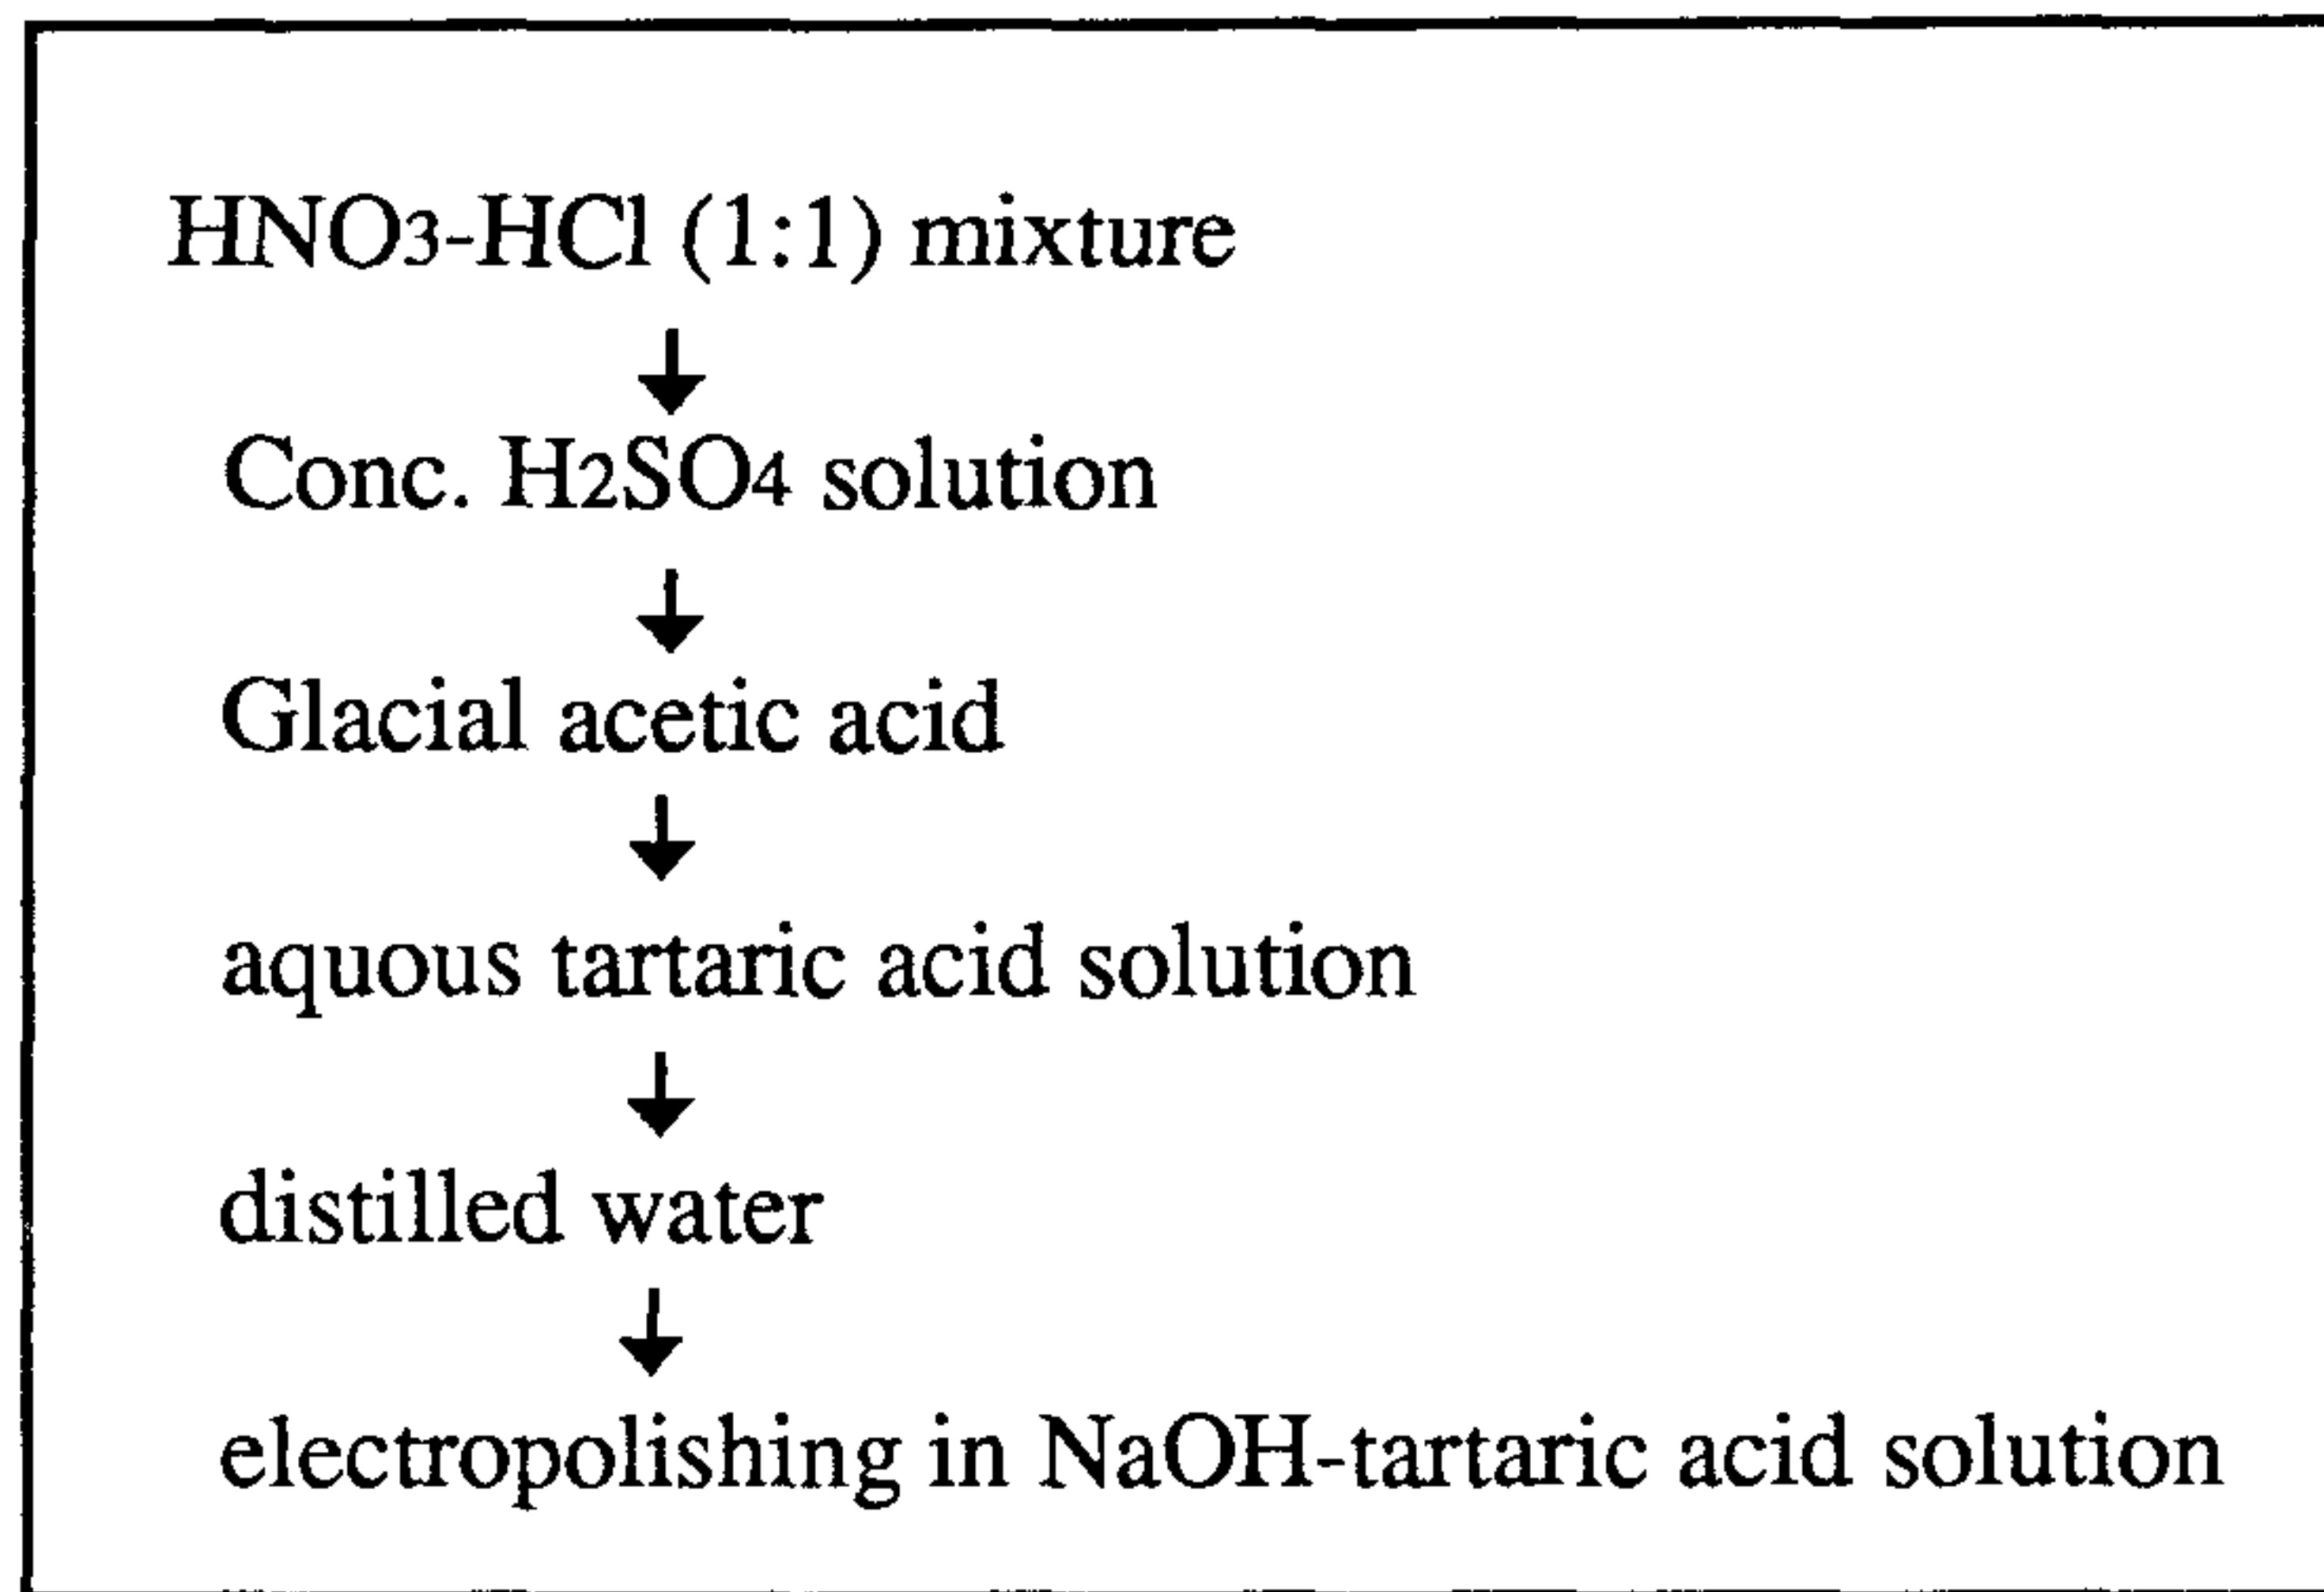 HNO3-HCl (1:1) mixture
↓
Conc. H2SO4 solution
↓
Glacial acetic acid
↓
aquous tartaric acid solution
↓
distilled water
↓
electropolishing in NaOH-tartaric acid solution